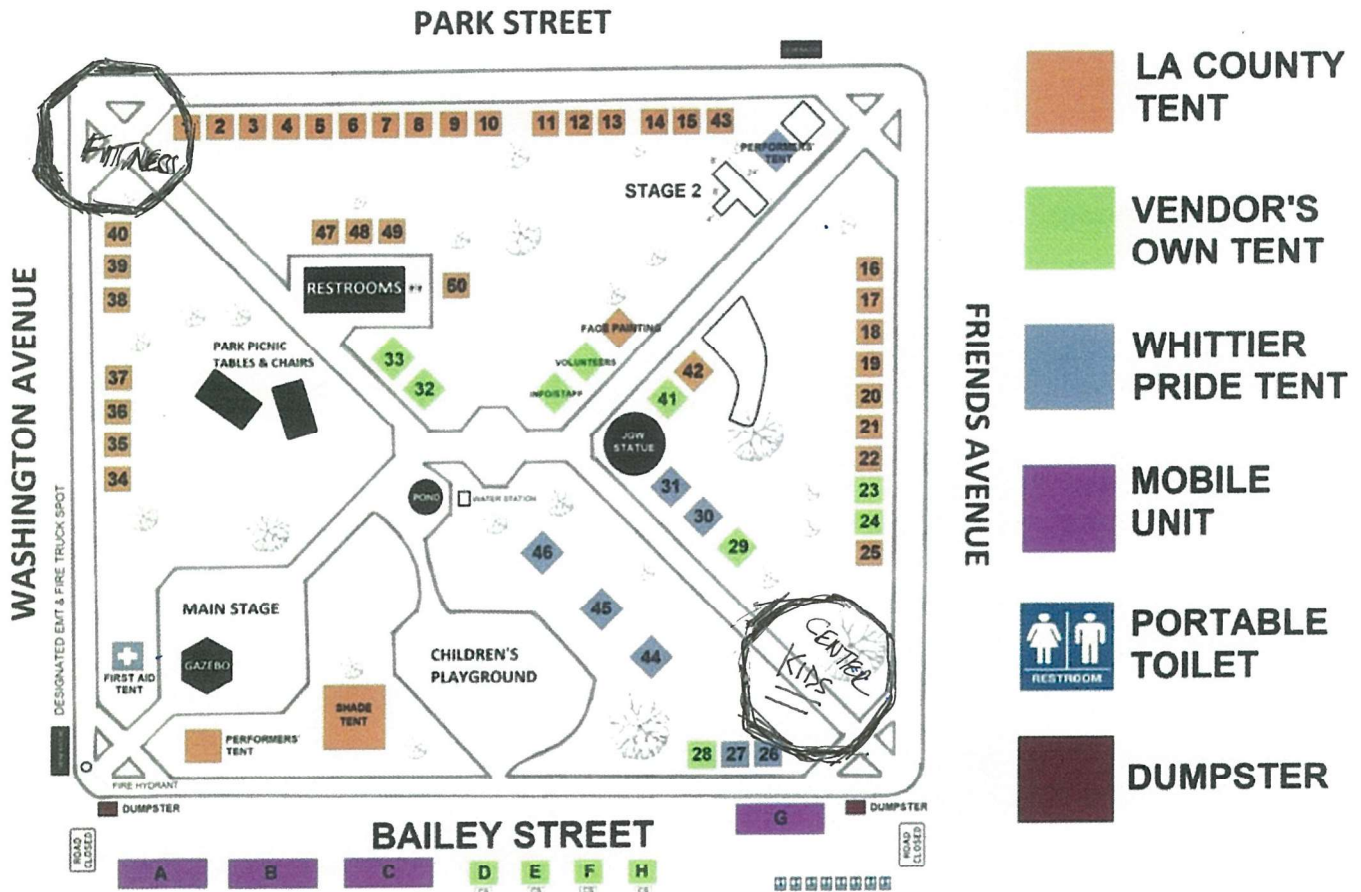 PARK STREET
WASHINGTON AVENUE
FRIENDS AVENUE
BAILEY STREET
FITNESS
2 3 4 5 6 7 8 9 10 11 12 13 14 15 43
PERFORMERS'
TENT
STAGE 2
40
39
38
37
36
35
34
47 48 49
RESTROOMS
50
PARK PICNIC
TABLES & CHAIRS
33
32
FACE PAINTING
VOLUNTEERS
INFO/STAFF
42
41
JGW
STATUE
16
17
18
19
20
21
22
23
24
25
31
30
29
POND
WATER STATION
46
45
44
CENTER
KIDS
MAIN STAGE
GAZEBO
FIRST AID
TENT
DESIGNATED EMT & FIRE TRUCK SPOT
CHILDREN'S
PLAYGROUND
SHADE
TENT
PERFORMERS'
TENT
28 27 26
FIRE HYDRANT
DUMPSTER
DUMPSTER
ROAD
CLOSED
ROAD
CLOSED
G
A B C D E F H
LA COUNTY
TENT
VENDOR'S
OWN TENT
WHITTIER
PRIDE TENT
MOBILE
UNIT
RESTROOM
PORTABLE
TOILET
DUMPSTER